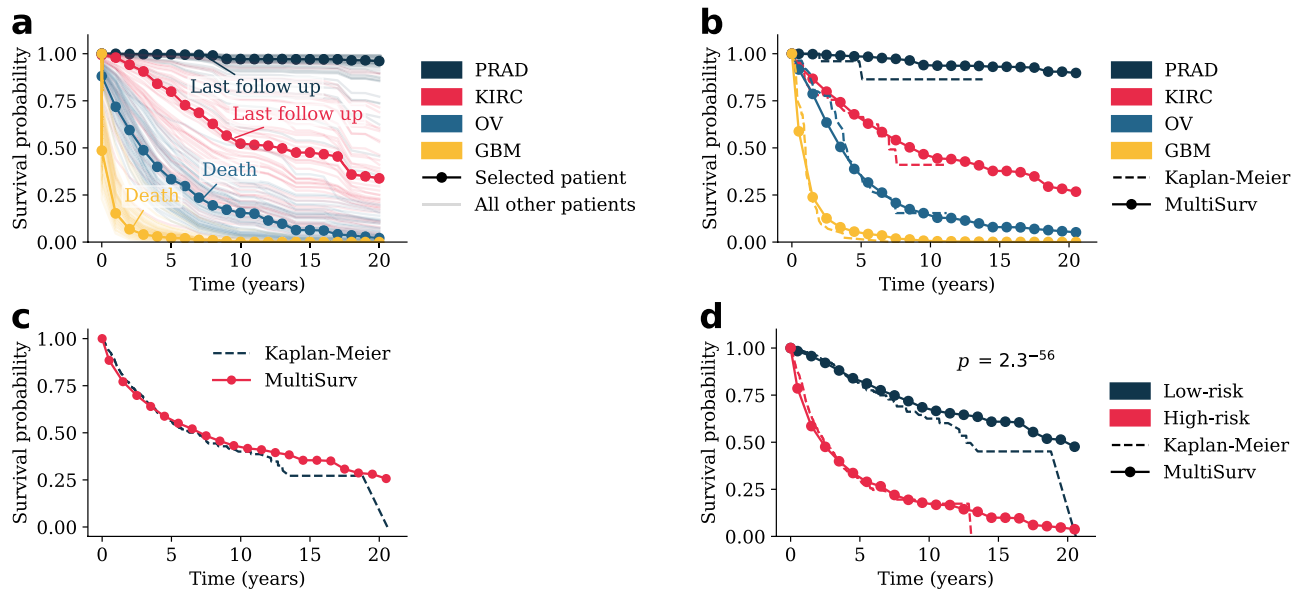 a
Survival probability
1.00
0.75
0.50
0.25
0.00
0
5
10
15
20
Time (years)
Last follow up
Last follow up
Death
Death
PRAD
KIRC
OV
GBM
Selected patient
All other patients
b
Survival probability
1.00
0.75
0.50
0.25
0.00
0
5
10
15
20
Time (years)
PRAD
KIRC
OV
GBM
Kaplan-Meier
MultiSurv
c
Survival probability
1.00
0.75
0.50
0.25
0.00
0
5
10
15
20
Time (years)
Kaplan-Meier
MultiSurv
d
Survival probability
1.00
0.75
0.50
0.25
0.00
0
5
10
15
20
Time (years)
p = 2.3⁻⁵⁶
Low-risk
High-risk
Kaplan-Meier
MultiSurv